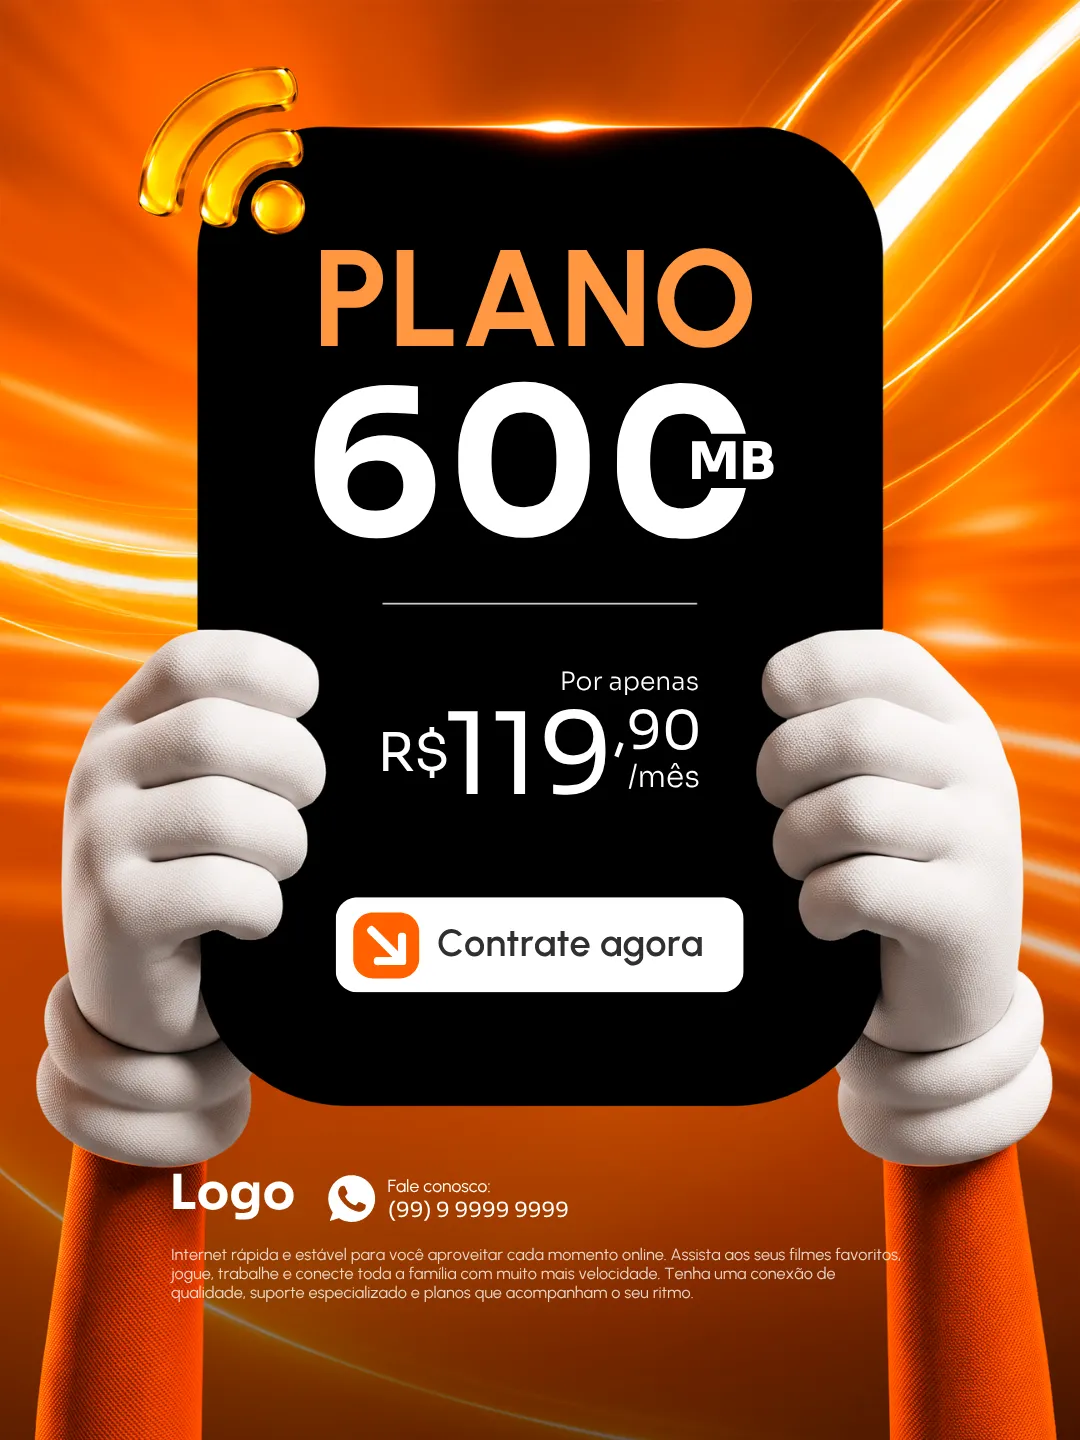 PLANO
600
MB
Por apenas
R$119,90
/mês
Contrate agora
Logo
Fale conosco:
(99) 9 9999 9999
Internet rápida e estável para você aproveitar cada momento online. Assista aos seus filmes favoritos,
jogue, trabalhe e conecte toda a família com muito mais velocidade. Tenha uma conexão de
qualidade, suporte especializado e planos que acompanham o seu ritmo.